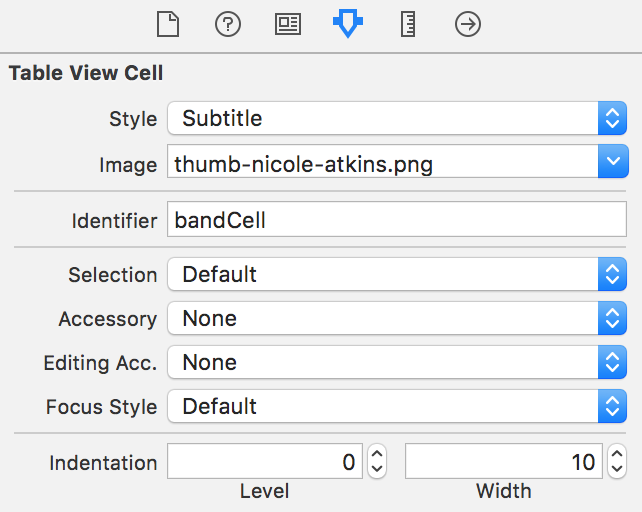 ?
Table View Cell
Style Subtitle
Image thumb-nicole-atkins.png
Identifier bandCell
Selection Default
Accessory None
Editing Acc. None
Focus Style Default
Indentation 0 10
Level Width